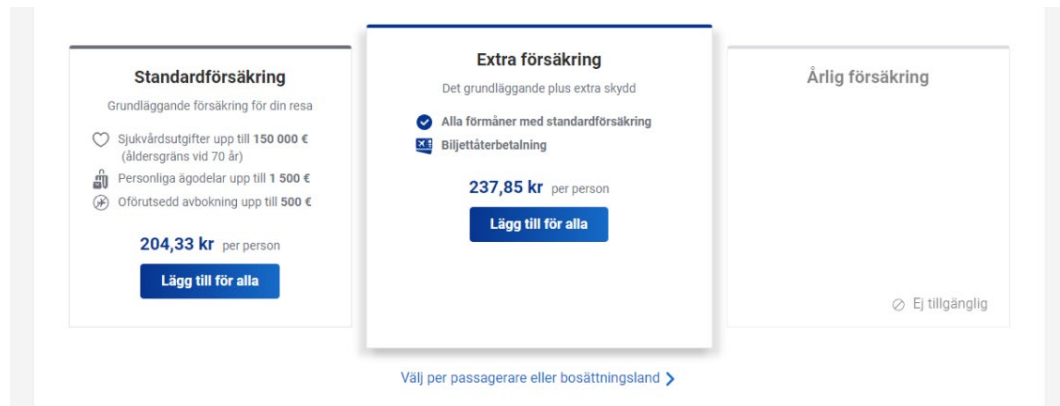 Standardförsäkring
Grundläggande försäkring för din resa
Sjukvårdsutgifter upp till 150 000 €
(åldersgräns vid 70 år)
Personliga ägodelar upp till 1 500 €
Oförutsedd avbokning upp till 500 €
204,33 kr per person
Lägg till för alla
Extra försäkring
Det grundläggande plus extra skydd
Alla förmåner med standardförsäkring
Biljettåterbetalning
237,85 kr per person
Lägg till för alla
Årlig försäkring
Ej tillgänglig
Välj per passagerare eller bosättningsland